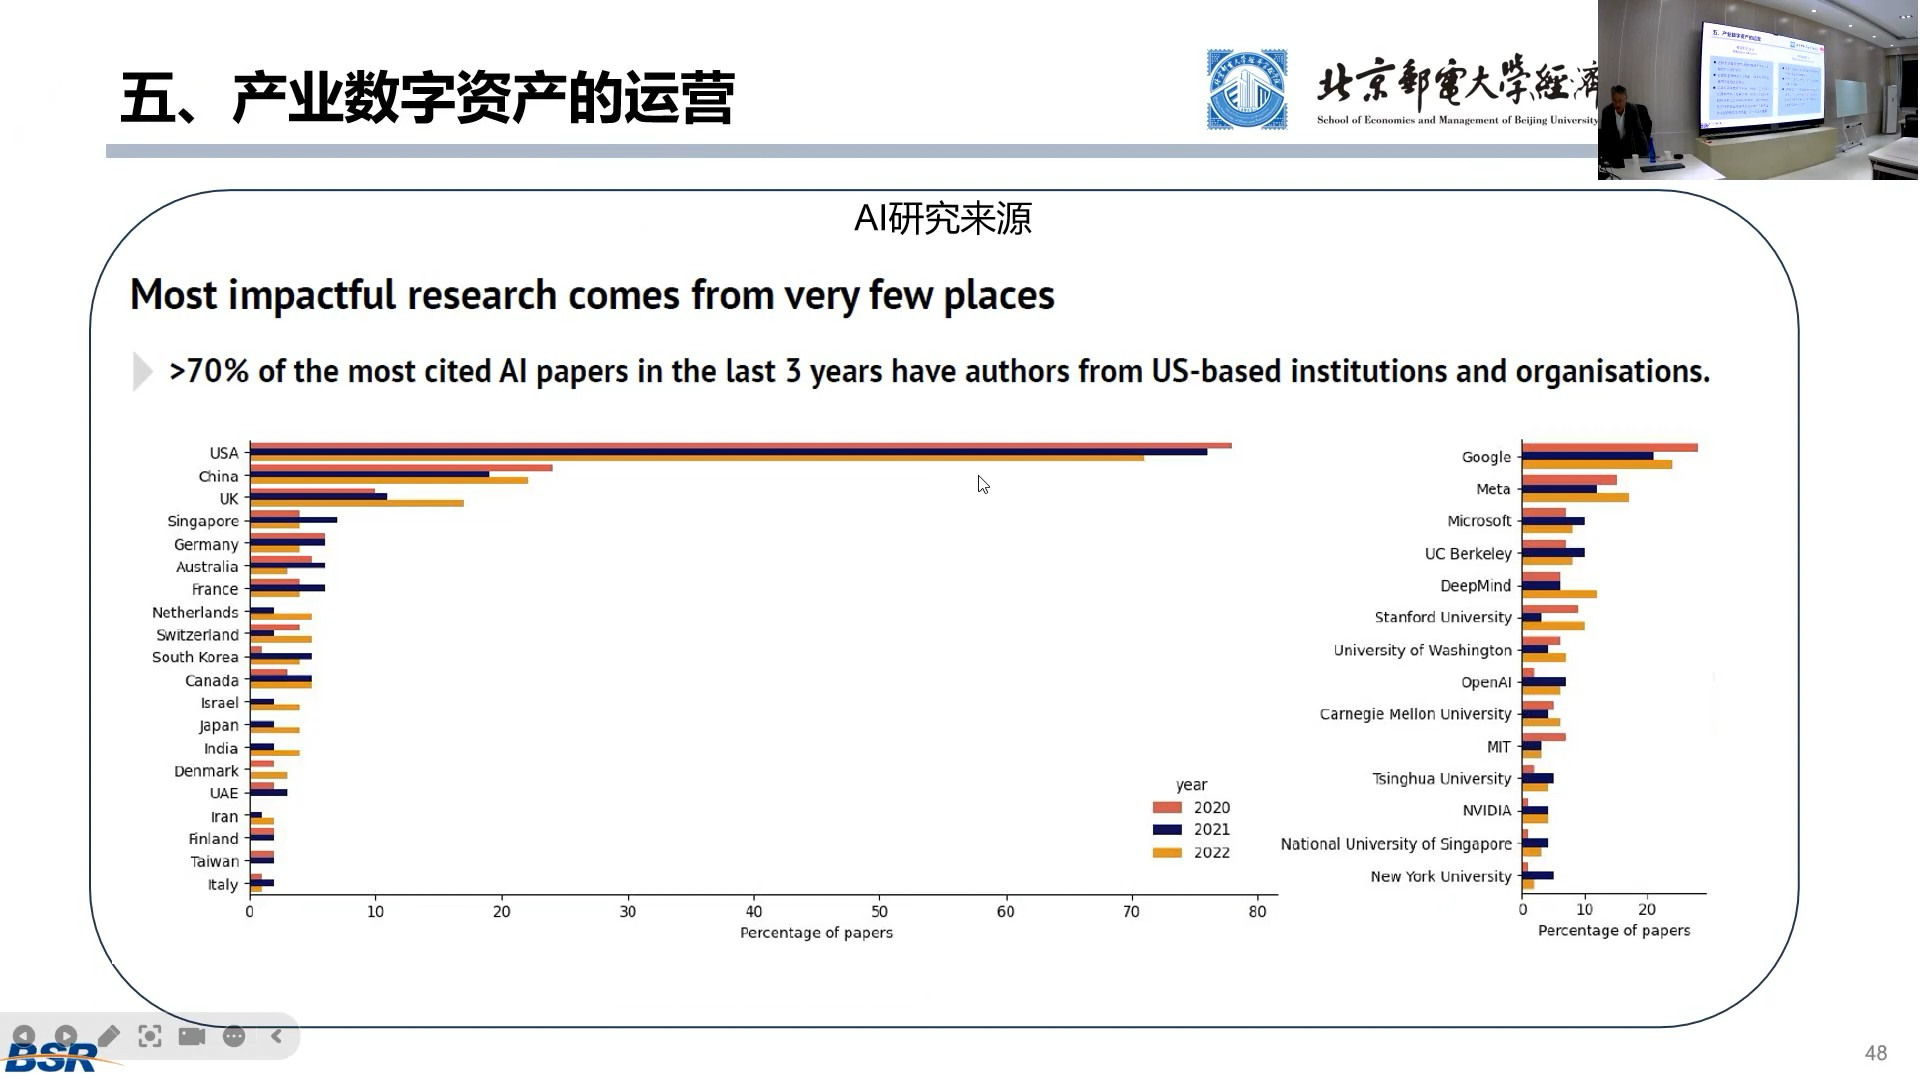 五、产业数字资产的运营
北京郵電大學經濟
School of Economics and Management of Beijing University
AI研究来源
Most impactful research comes from very few places
>70% of the most cited AI papers in the last 3 years have authors from US-based institutions and organisations.
USA
China
UK
Singapore
Germany
Australia
France
Netherlands
Switzerland
South Korea
Canada
Israel
Japan
India
Denmark
UAE
Iran
Finland
Taiwan
Italy
0 10 20 30 40 50 60 70 80
Percentage of papers
year
2020
2021
2022
Google
Meta
Microsoft
UC Berkeley
DeepMind
Stanford University
University of Washington
OpenAI
Carnegie Mellon University
MIT
Tsinghua University
NVIDIA
National University of Singapore
New York University
0 10 20
Percentage of papers
BSR
48